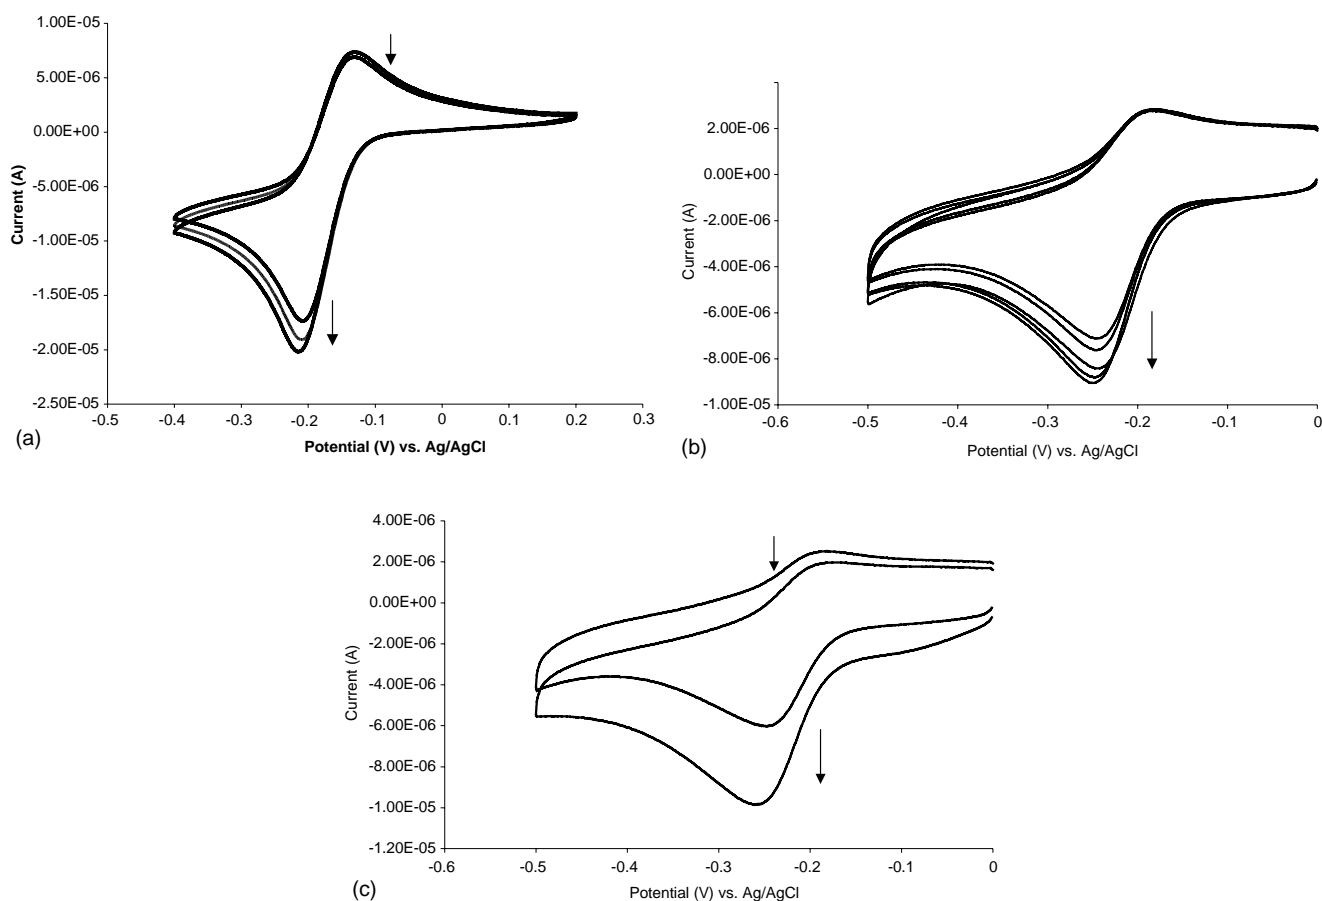 1.00E-05
5.00E-06
0.00E+00
-5.00E-06
-1.00E-05
-1.50E-05
-2.00E-05
-2.50E-05
Current (A)
-0.5 -0.4 -0.3 -0.2 -0.1 0 0.1 0.2 0.3
Potential (V) vs. Ag/AgCl
(a)
2.00E-06
0.00E+00
-2.00E-06
-4.00E-06
-6.00E-06
-8.00E-06
-1.00E-05
Current (A)
-0.6 -0.5 -0.4 -0.3 -0.2 -0.1 0
Potential (V) vs. Ag/AgCl
(b)
4.00E-06
2.00E-06
0.00E+00
-2.00E-06
-4.00E-06
-6.00E-06
-8.00E-06
-1.00E-05
-1.20E-05
Current (A)
-0.6 -0.5 -0.4 -0.3 -0.2 -0.1 0
Potential (V) vs. Ag/AgCl
(c)